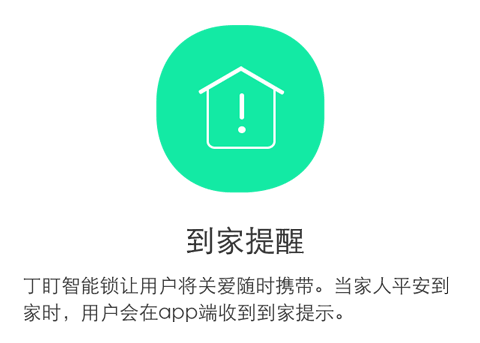 到家提醒
丁盯智能锁让用户将关爱随时携带。当家人平安到
家时，用户会在app端收到到家提示。